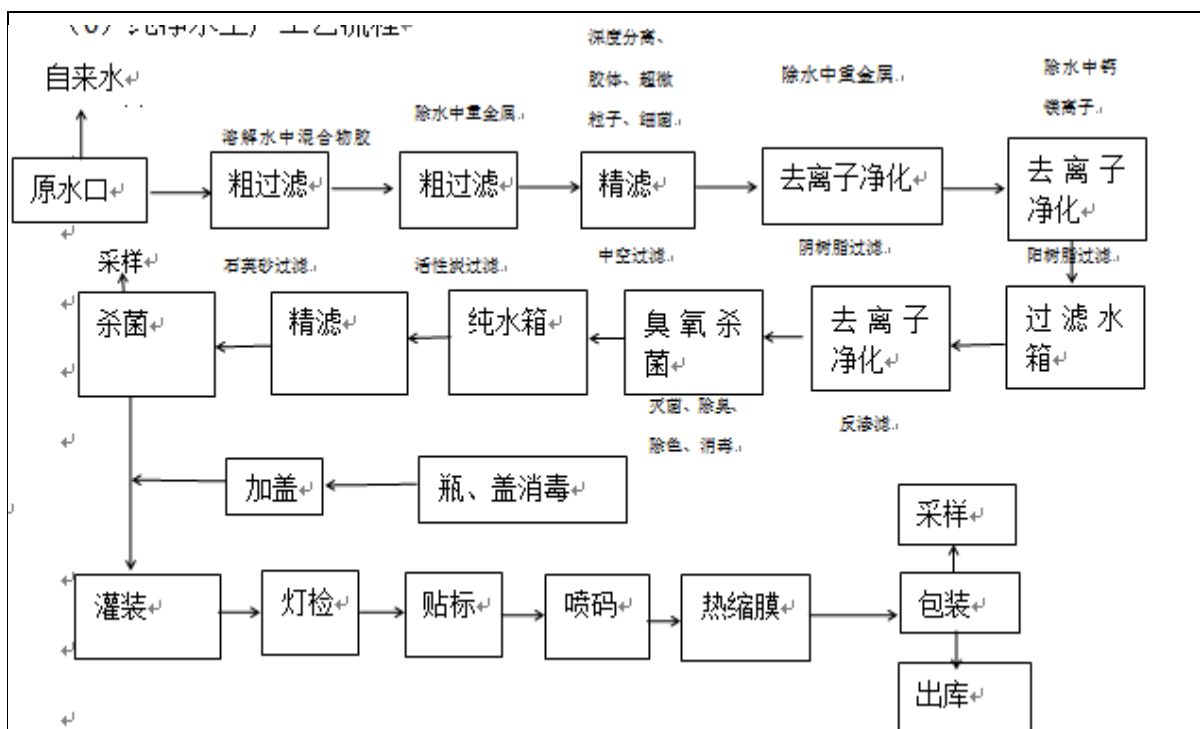 (6)纯净水生产工艺流程
自来水
深度分离、
胶体、超微
粒子、细菌.
除水中重金属.
除水中钙
镁离子.
除水中重金属.
溶解水中混合物胶
原水口
粗过滤
粗过滤
精滤
去离子净化
去离子
净化
采样
石英砂过滤.
活性炭过滤.
中空过滤.
阴树脂过滤.
阳树脂过滤.
杀菌
精滤
纯水箱
臭氧杀
菌
去离子
净化
过滤水
箱
灭菌、除臭、
除色、消毒.
反渗滤.
加盖
瓶、盖消毒
采样
灌装
灯检
贴标
喷码
热缩膜
包装
出库